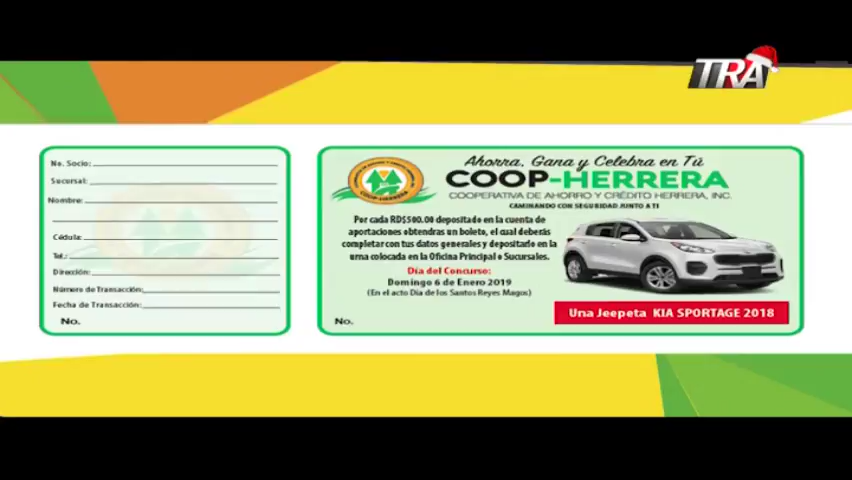 TRA
No. Socio:
Sucursal:
Nombre:
Cédula:
Tel.:
Dirección:
Número de Transacción:
Fecha de Transacción:
No.
Ahorra, Gana y Celebra en Tú
COOP-HERRERA
COOPERATIVA DE AHORRO Y CRÉDITO HERRERA, INC.
CAMINANDO CON SEGURIDAD JUNTO A TI
COOP-HERRERA
Por cada RD$500.00 depositado en la cuenta de
aportaciones obtendras un boleto, el cual deberás
completar con tus datos generales y depositarlo en la
urna colocada en la Oficina Principal o Sucursales.
Día del Concurso:
Domingo 6 de Enero 2019
(En el acto Día de los Santos Reyes Magos)
No.
Una Jeepeta KIA SPORTAGE 2018